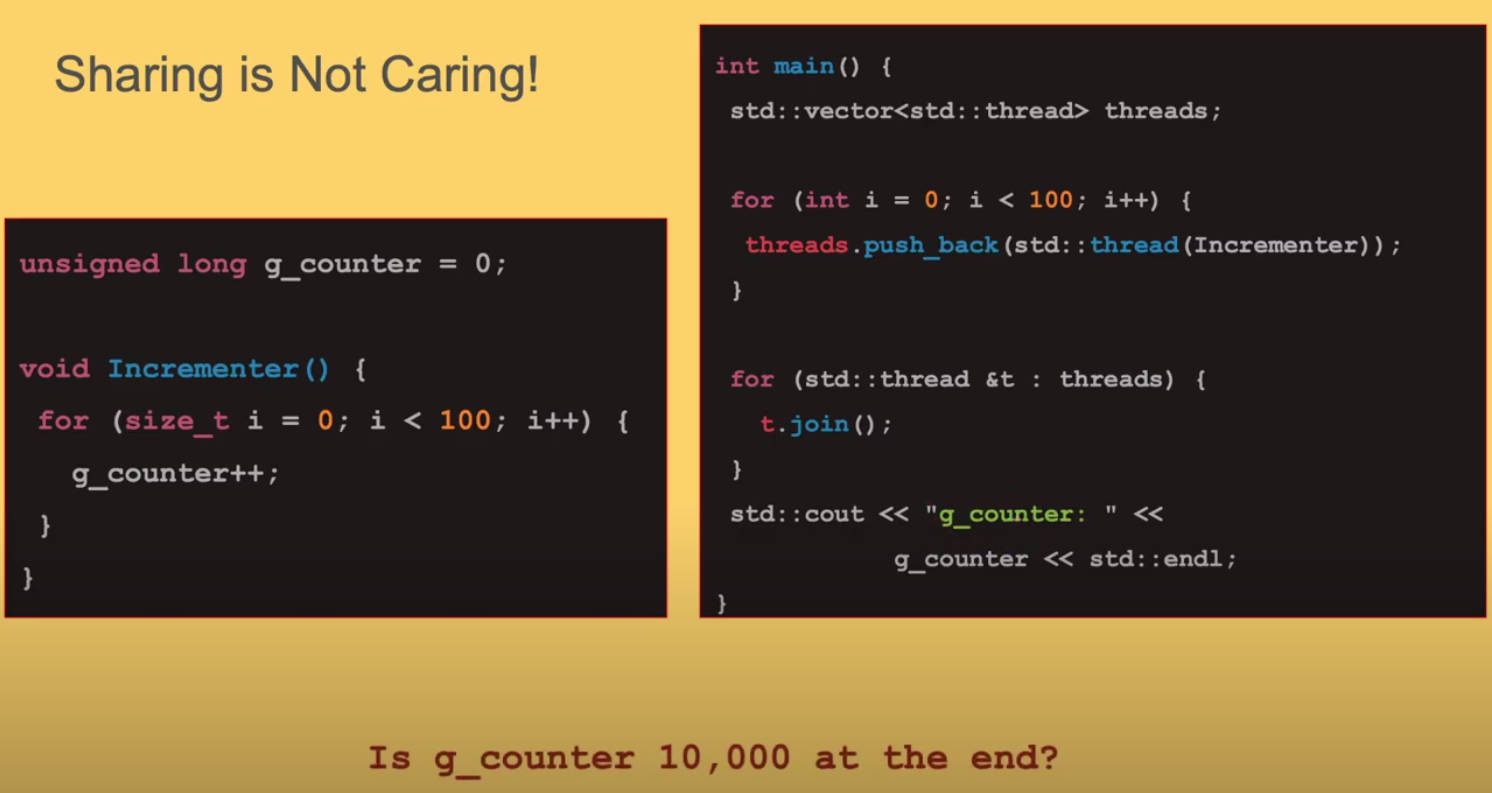 Sharing is Not Caring!
unsigned long g_counter = 0;
void Incrementer() {
for (size_t i = 0; i < 100; i++) {
g_counter++;
}
}
int main() {
std::vector<std::thread> threads;
for (int i = 0; i < 100; i++) {
threads.push_back(std::thread(Incrementer));
}
for (std::thread &t : threads) {
t.join();
}
std::cout << "g_counter: " <<
g_counter << std::endl;
}
Is g_counter 10,000 at the end?